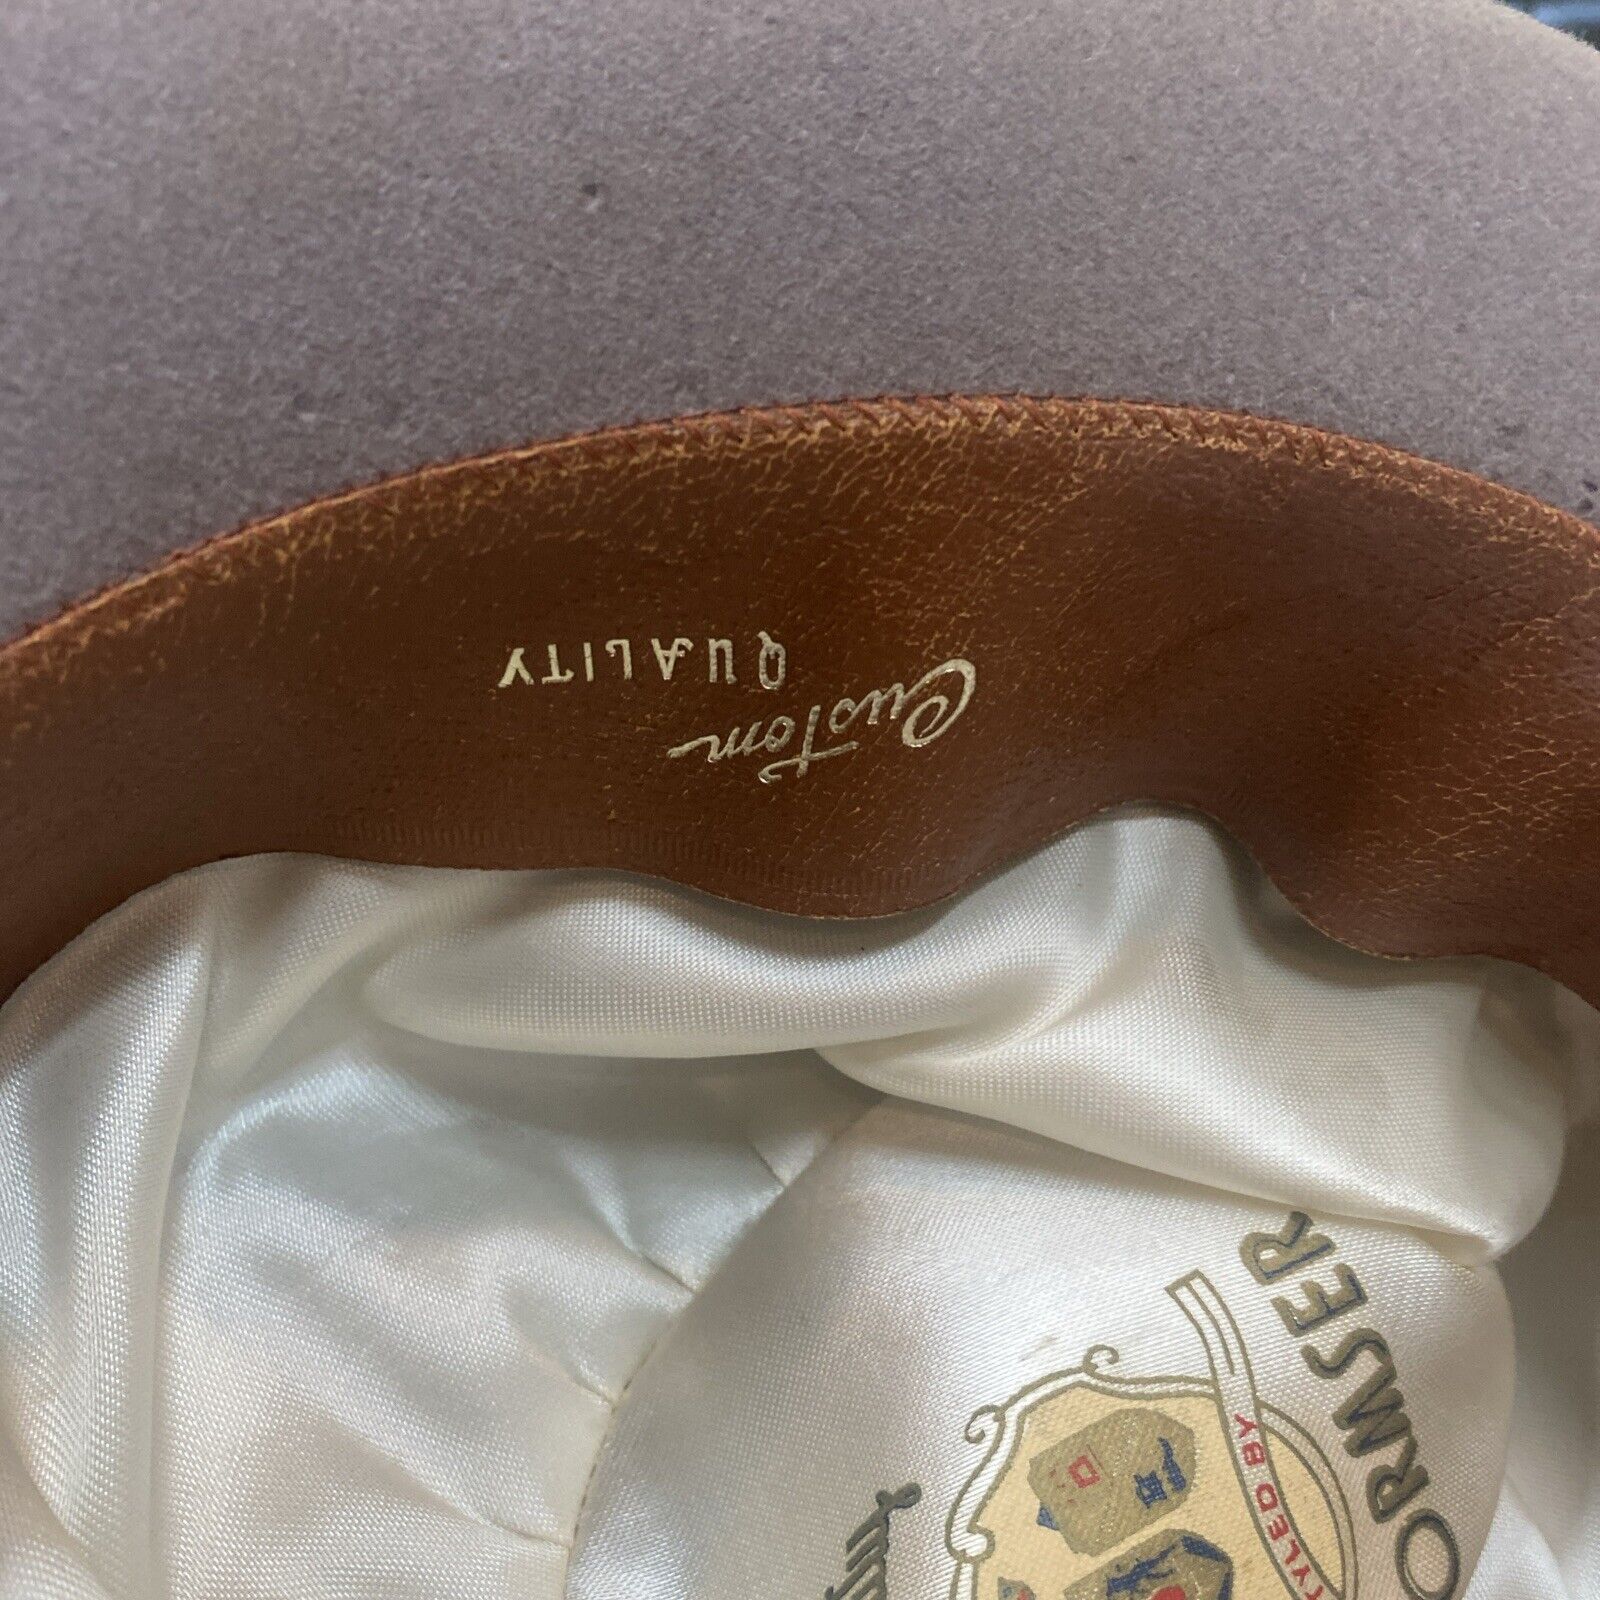 Custom
QUALITY
STYLED BY
ORMSER
D